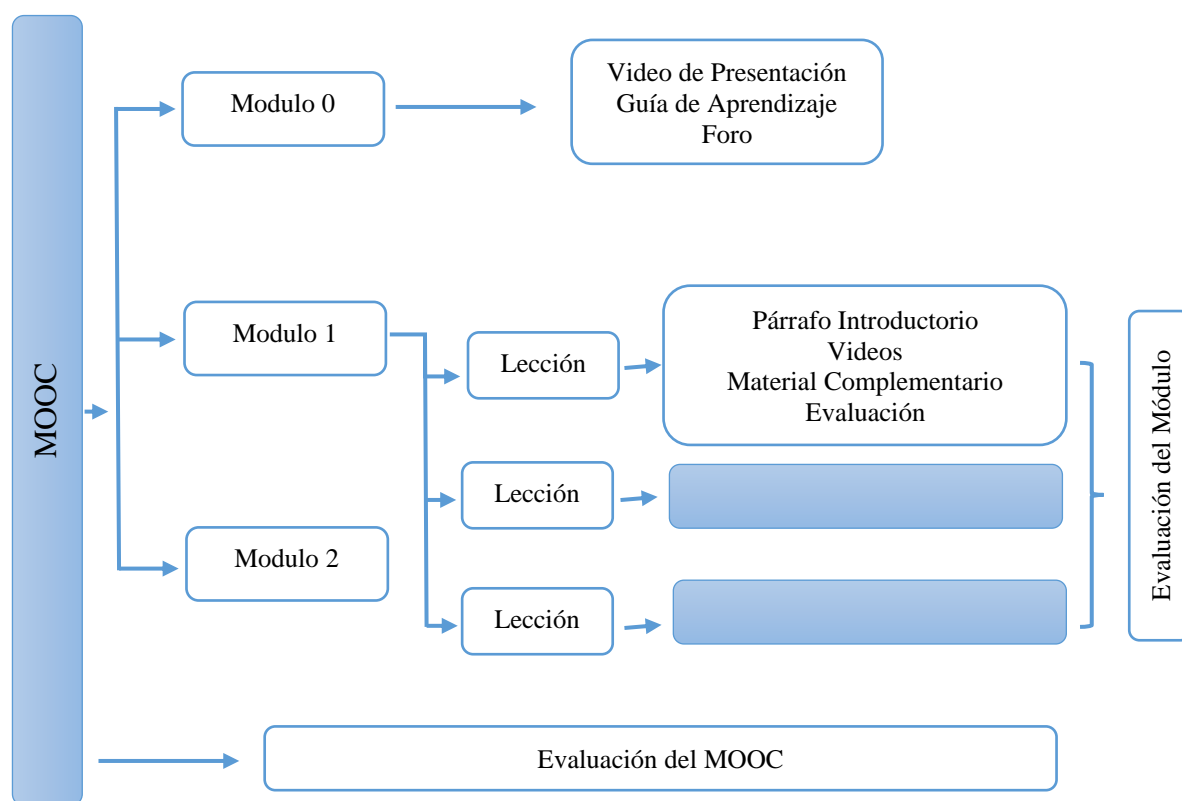 MOOC
Modulo 0
Video de Presentación
Guía de Aprendizaje
Foro
Modulo 1
Lección
Párrafo Introductorio
Videos
Material Complementario
Evaluación
Lección
Lección
Evaluación del Módulo
Modulo 2
Evaluación del MOOC